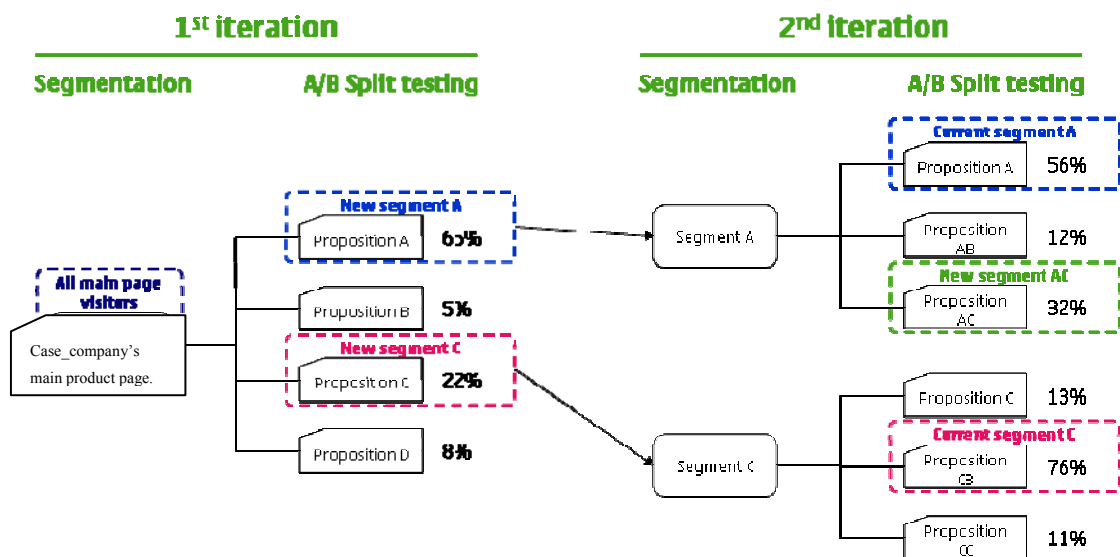 1st iteration
Segmentation
A/B Split testing
All main page
visitors
Case_company's
main product page.
New segment A
Proposition A 65%
Proposition B 5%
New segment C
Proposition C 22%
Proposition D 8%
2nd iteration
Segmentation
A/B Split testing
Segment A
Current segment A
Proposition A 56%
Proposition
AB
12%
New segment AC
Proposition
AC
32%
Segment C
Proposition C 13%
Current segment C
Proposition
CB
76%
Proposition
CC
11%